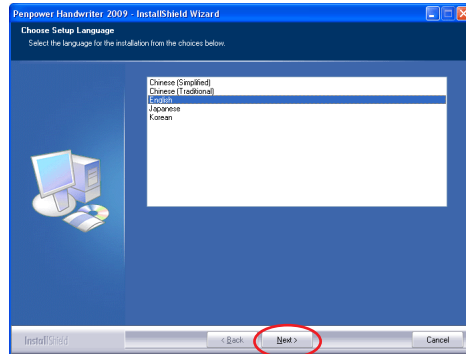 Penpower Handwriter 2009 - InstallShield Wizard
Choose Setup Language
Select the language for the installation from the choices below.
Chinese (Simplified)
Chinese (Traditional)
English
Japanese
Korean
InstallShield
< Back
Next >
Cancel